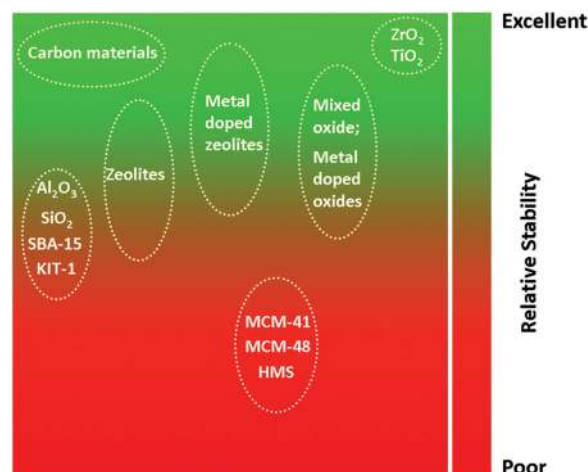 Excellent
ZrO₂
TiO₂
Carbon materials
Metal
doped
zeolites
Mixed
oxide;
Metal
doped
oxides
Zeolites
Al₂O₃
SiO₂
SBA-15
KIT-1
MCM-41
MCM-48
HMS
Relative Stability
Poor